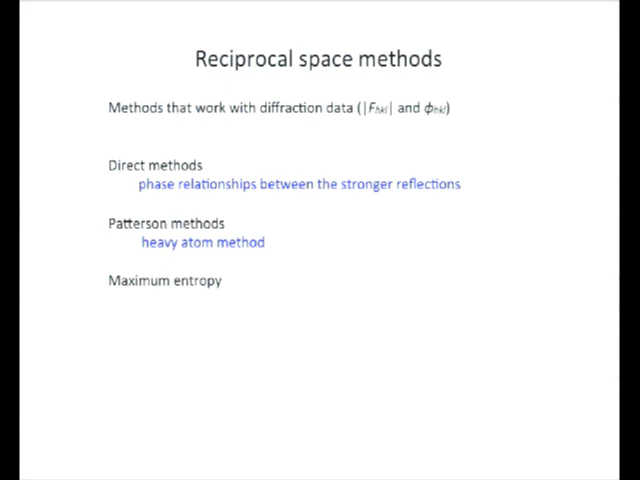 Reciprocal space methods
Methods that work with diffraction data (|Fhkl| and ϕhkl)
Direct methods
phase relationships between the stronger reflections
Patterson methods
heavy atom method
Maximum entropy